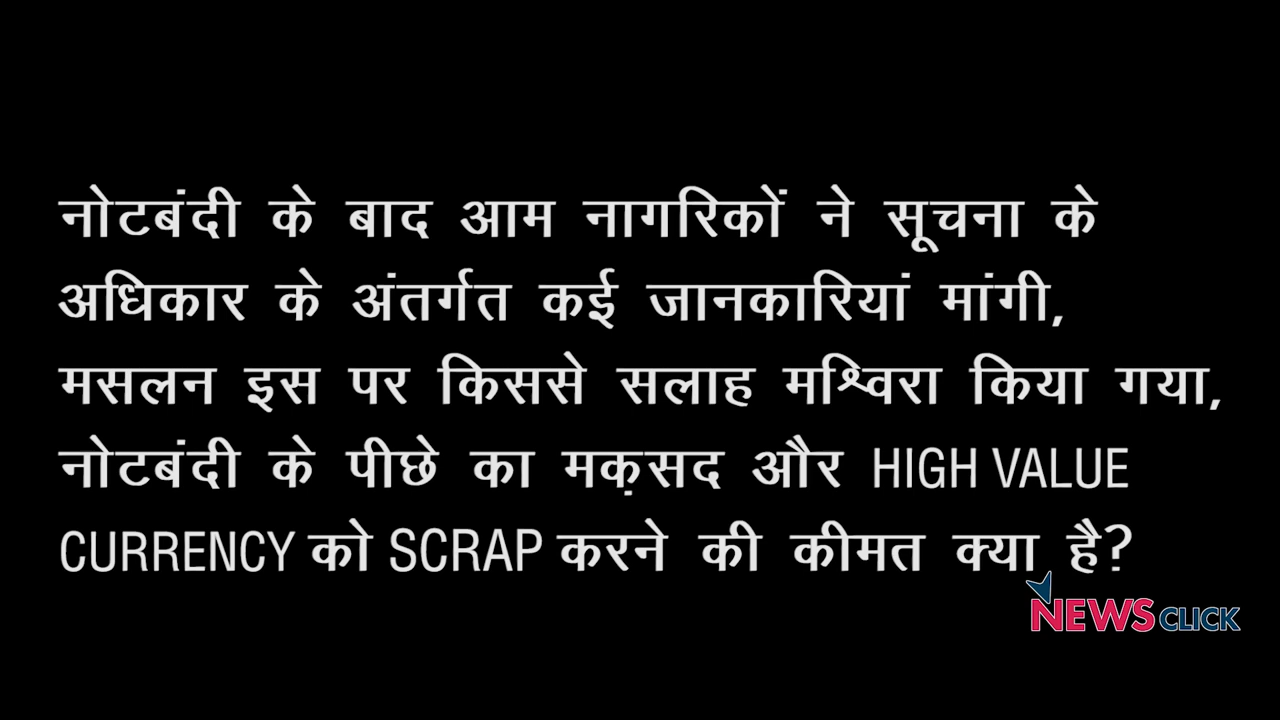 नोटबंदी के बाद आम नागरिकों ने सूचना के
अधिकार के अंतर्गत कई जानकारियां मांगी,
मसलन इस पर किससे सलाह मश्विरा किया गया,
नोटबंदी के पीछे का मक़सद और HIGH VALUE
CURRENCY को SCRAP करने की कीमत क्या है?
NEWSCLICK